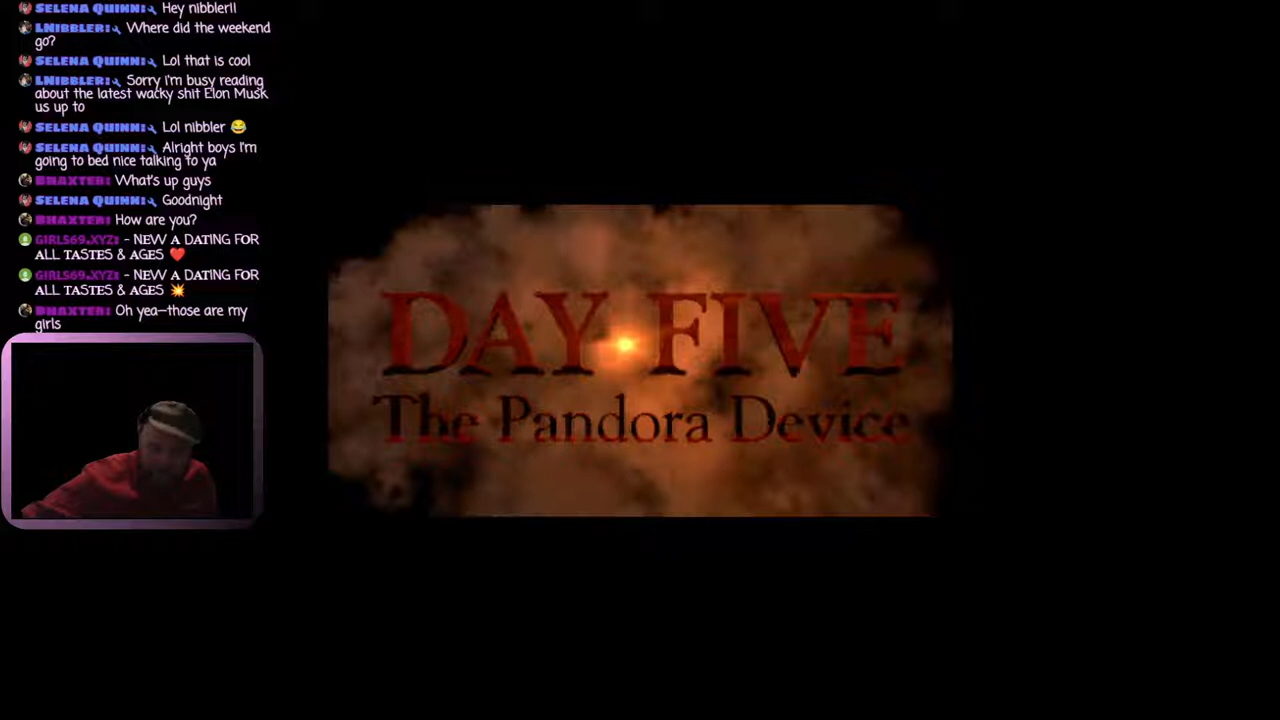 SELENA QUINN: Hey nibbler!!
LNIBBLER: Where did the weekend
go?
SELENA QUINN: Lol that is cool
LNIBBLER: Sorry i'm busy reading
about the latest wacky shit Elon Musk
us up to
SELENA QUINN: Lol nibbler 😂
SELENA QUINN: Alright boys I'm
going to bed nice talking to ya
BHAXTER: What's up guys
SELENA QUINN: Goodnight
BHAXTER: How are you?
GIRLS69.XYZ: - NEW A DATING FOR
ALL TASTES & AGES ❤️
GIRLS69.XYZ: - NEW A DATING FOR
ALL TASTES & AGES 💥
BHAXTER: Oh yea—those are my
girls
DAY FIVE
The Pandora Device